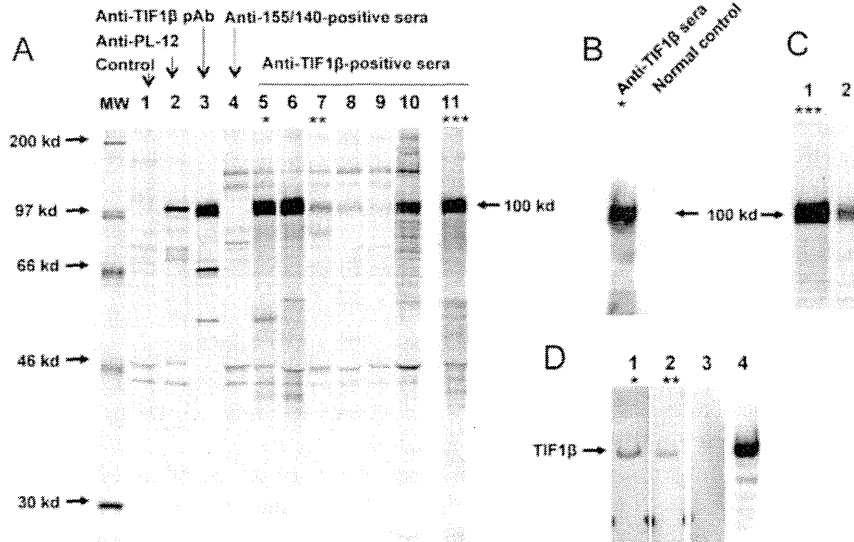 A
Anti-TIF1β pAb
Anti-155/140-positive sera
Anti-PL-12
Control
Anti-TIF1β-positive sera
MW 1 2 3 4 5 6 7 8 9 10 11
* ** ***
200 kd
97 kd
100 kd
66 kd
46 kd
30 kd
B
Anti-TIF1β sera
Normal control
*
100 kd
C
1 2
***
D
1 2 3 4
* **
TIF1β